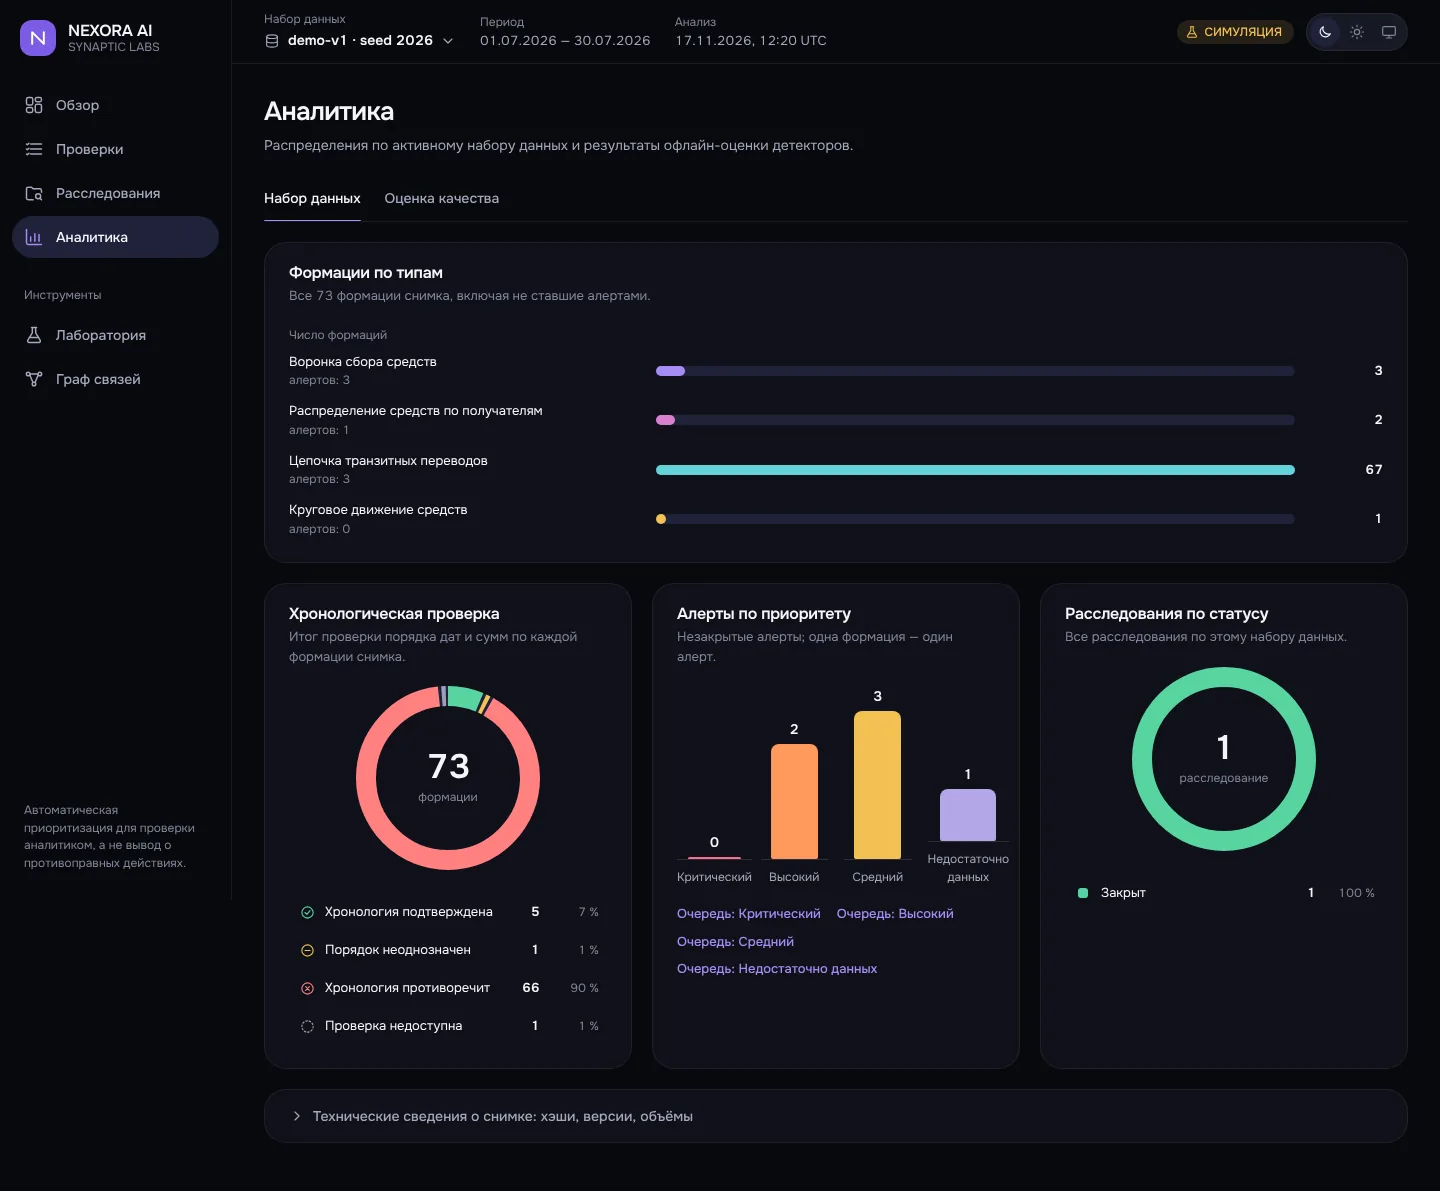 NEXORA AI
SYNAPTIC LABS
Обзор
Проверки
Расследования
Аналитика
Инструменты
Лаборатория
Граф связей
Автоматическая
приоритизация для проверки
аналитиком, а не вывод о
противоправных действиях.
Набор данных
demo-v1 · seed 2026
Период
01.07.2026 — 30.07.2026
Анализ
17.11.2026, 12:20 UTC
СИМУЛЯЦИЯ
Аналитика
Распределения по активному набору данных и результаты офлайн-оценки детекторов.
Набор данных
Оценка качества
Формации по типам
Все 73 формации снимка, включая не ставшие алертами.
Число формаций
Воронка сбора средств
алертов: 3
3
Распределение средств по получателям
алертов: 1
2
Цепочка транзитных переводов
алертов: 3
67
Круговое движение средств
алертов: 0
1
Хронологическая проверка
Итог проверки порядка дат и сумм по каждой
формации снимка.
73
формации
Хронология подтверждена 5 7 %
Порядок неоднозначен 1 1 %
Хронология противоречит 66 90 %
Проверка недоступна 1 1 %
Алерты по приоритету
Незакрытые алерты; одна формация — один
алерт.
0
Критический
2
Высокий
3
Средний
1
Недостаточно
данных
Очередь: Критический
Очередь: Высокий
Очередь: Средний
Очередь: Недостаточно данных
Расследования по статусу
Все расследования по этому набору данных.
1
расследование
Закрыт 1 100 %
Технические сведения о снимке: хэши, версии, объёмы